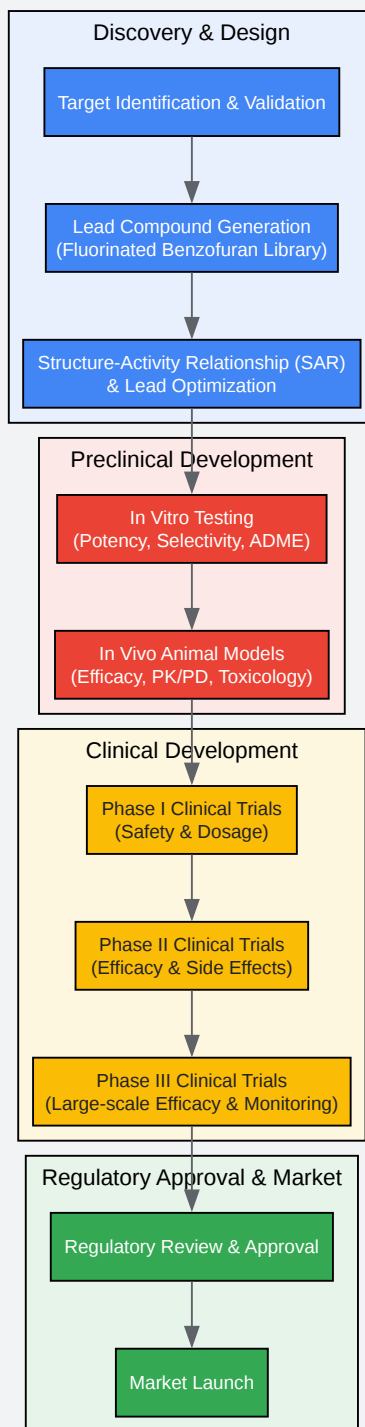 Discovery & Design
Target Identification & Validation
Lead Compound Generation
(Fluorinated Benzofuran Library)
Structure-Activity Relationship (SAR)
& Lead Optimization
Preclinical Development
In Vitro Testing
(Potency, Selectivity, ADME)
In Vivo Animal Models
(Efficacy, PK/PD, Toxicology)
Clinical Development
Phase I Clinical Trials
(Safety & Dosage)
Phase II Clinical Trials
(Efficacy & Side Effects)
Phase III Clinical Trials
(Large-scale Efficacy & Monitoring)
Regulatory Approval & Market
Regulatory Review & Approval
Market Launch